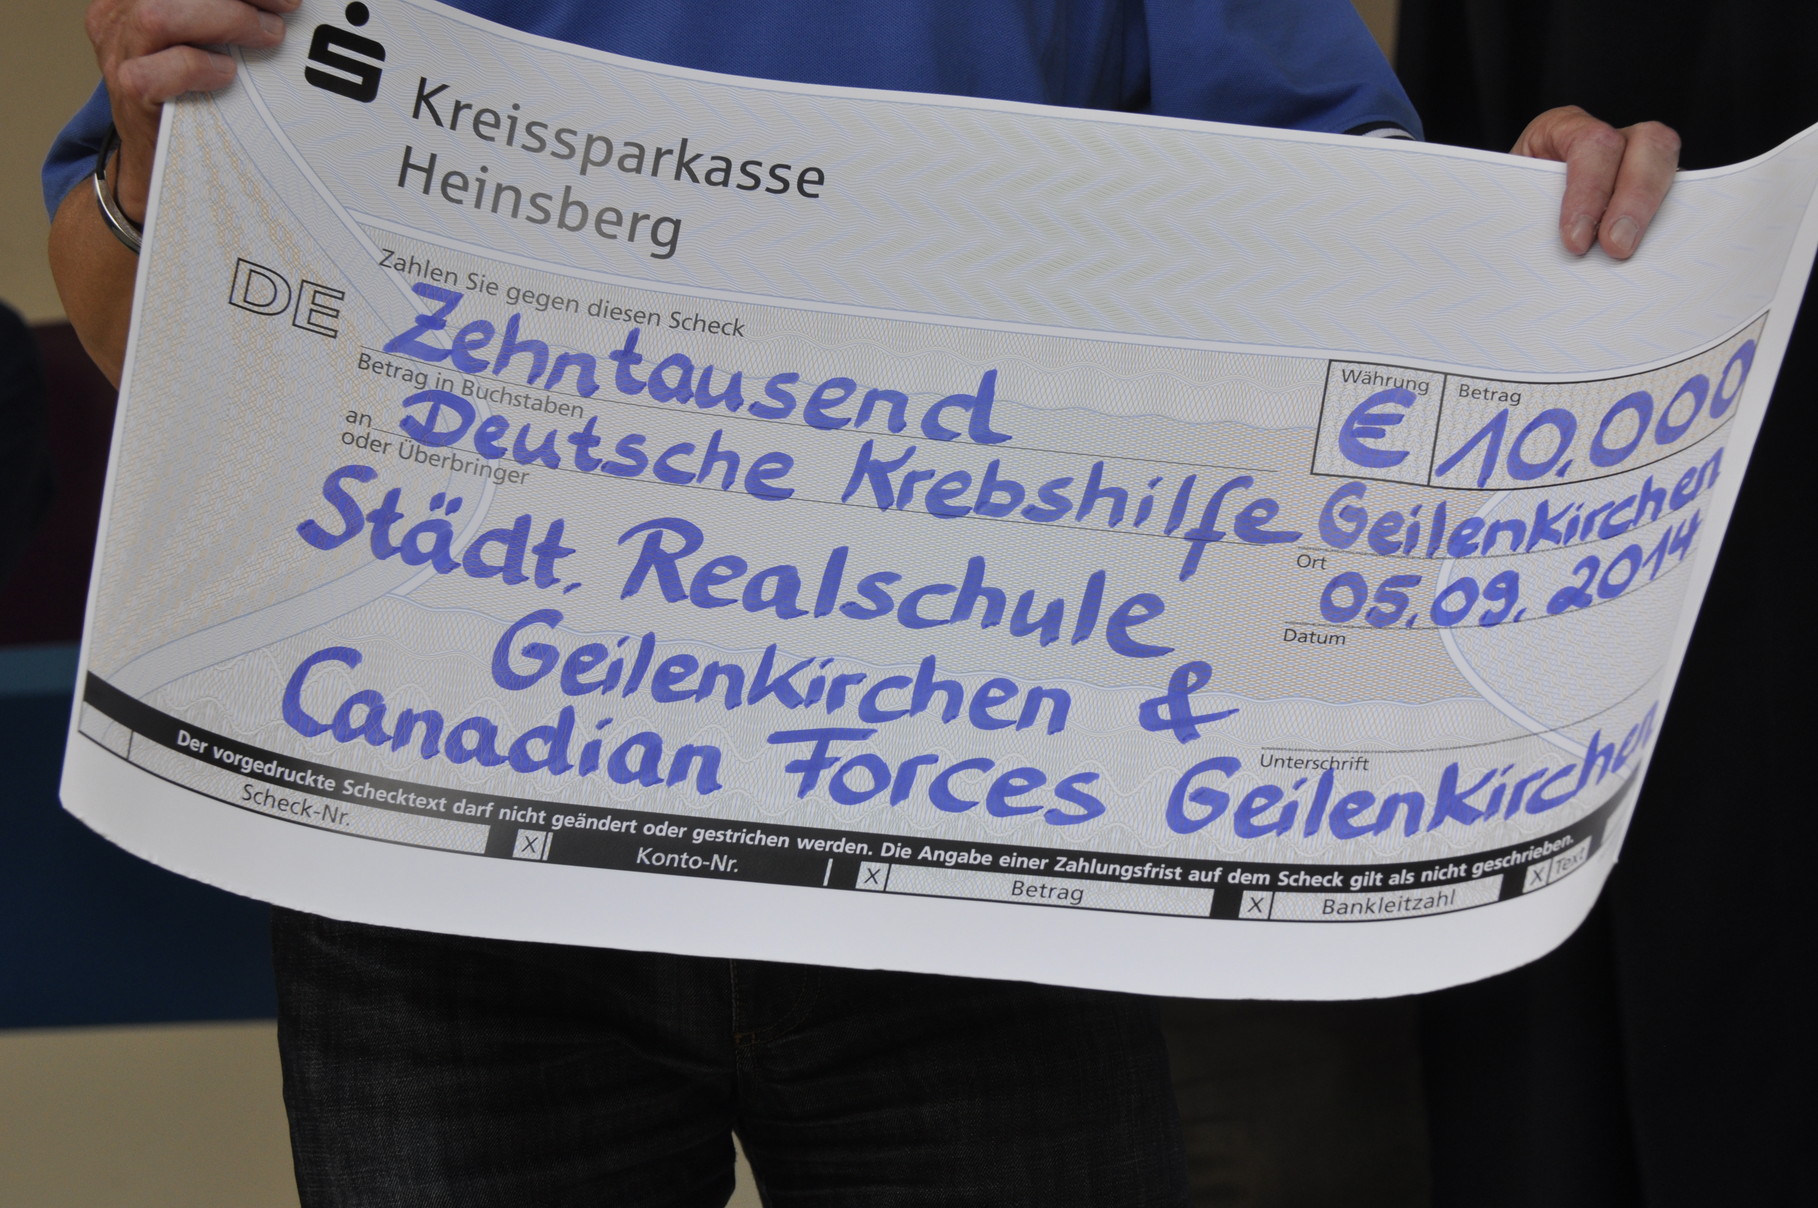 Kreissparkasse
Heinsberg
DE
Zahlen Sie gegen diesen Scheck
Zehntausend
Betrag in Buchstaben
Währung
Betrag
€ 10.000
an Deutsche Krebshilfe
oder Überbringer
Geilenkirchen
Ort
05.09.2014
Datum
Städt. Realschule
Geilenkirchen &
Canadian Forces Geilenkirchen
Unterschrift
Der vorgedruckte Schecktext darf nicht geändert oder gestrichen werden. Die Angabe einer Zahlungsfrist auf dem Scheck gilt als nicht geschrieben.
Scheck-Nr. X Konto-Nr. X Betrag X Bankleitzahl X Text